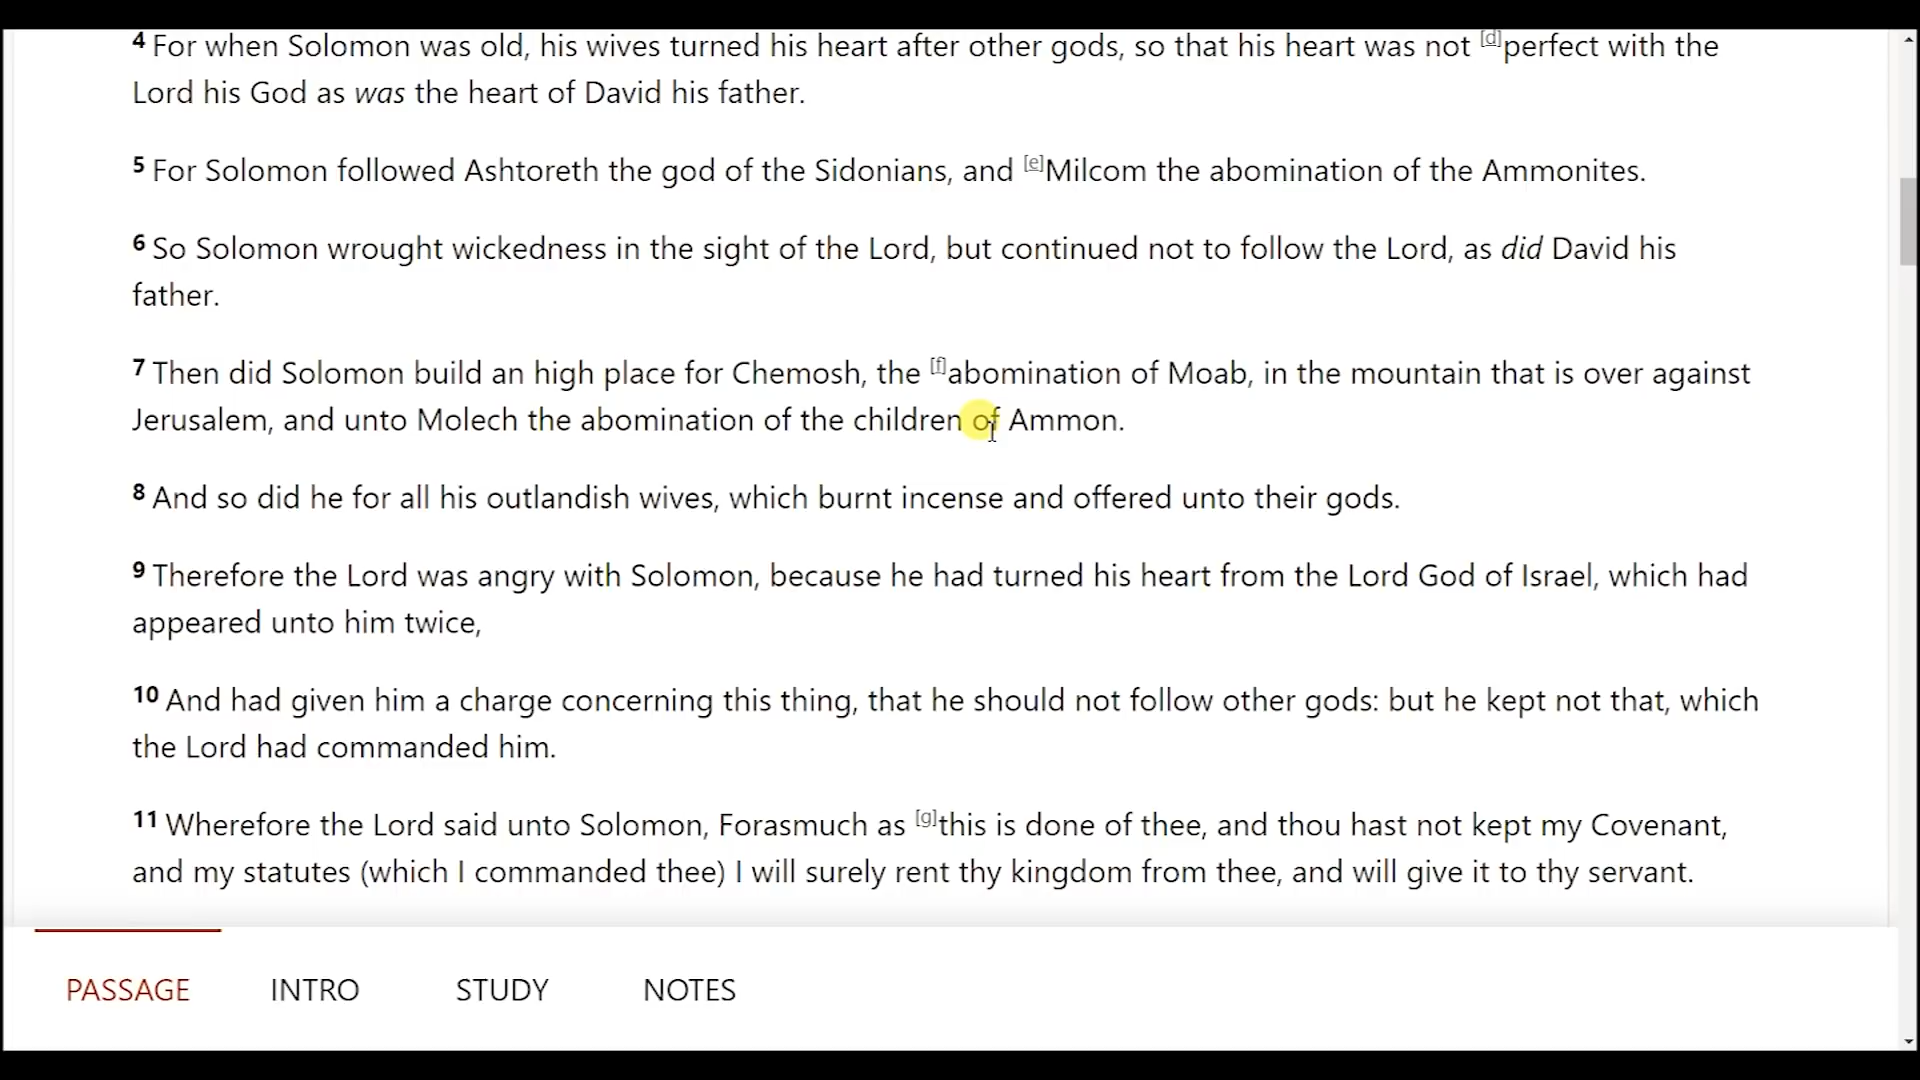 4 For when Solomon was old, his wives turned his heart after other gods, so that his heart was not [d]perfect with the
Lord his God as was the heart of David his father.
5 For Solomon followed Ashtoreth the god of the Sidonians, and [e]Milcom the abomination of the Ammonites.
6 So Solomon wrought wickedness in the sight of the Lord, but continued not to follow the Lord, as did David his
father.
7 Then did Solomon build an high place for Chemosh, the [f]abomination of Moab, in the mountain that is over against
Jerusalem, and unto Molech the abomination of the children of Ammon.
8 And so did he for all his outlandish wives, which burnt incense and offered unto their gods.
9 Therefore the Lord was angry with Solomon, because he had turned his heart from the Lord God of Israel, which had
appeared unto him twice,
10 And had given him a charge concerning this thing, that he should not follow other gods: but he kept not that, which
the Lord had commanded him.
11 Wherefore the Lord said unto Solomon, Forasmuch as [g]this is done of thee, and thou hast not kept my Covenant,
and my statutes (which I commanded thee) I will surely rent thy kingdom from thee, and will give it to thy servant.
PASSAGE INTRO STUDY NOTES